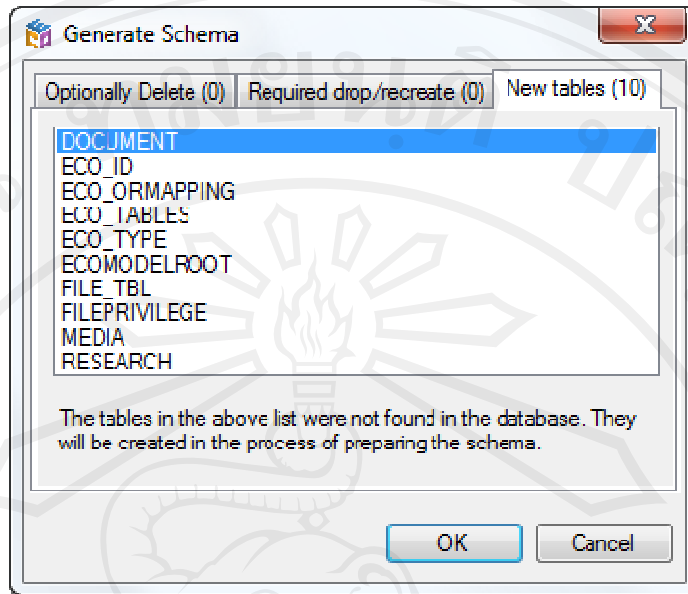 Generate Schema
Optionally Delete (0) Required drop/recreate (0) New tables (10)
DOCUMENT
ECO_ID
ECO_ORMAPPING
ECO_TABLES
ECO_TYPE
ECOMODELROOT
FILE_TBL
FILEPRIVILEGE
MEDIA
RESEARCH
The tables in the above list were not found in the database. They
will be created in the process of preparing the schema.
OK Cancel